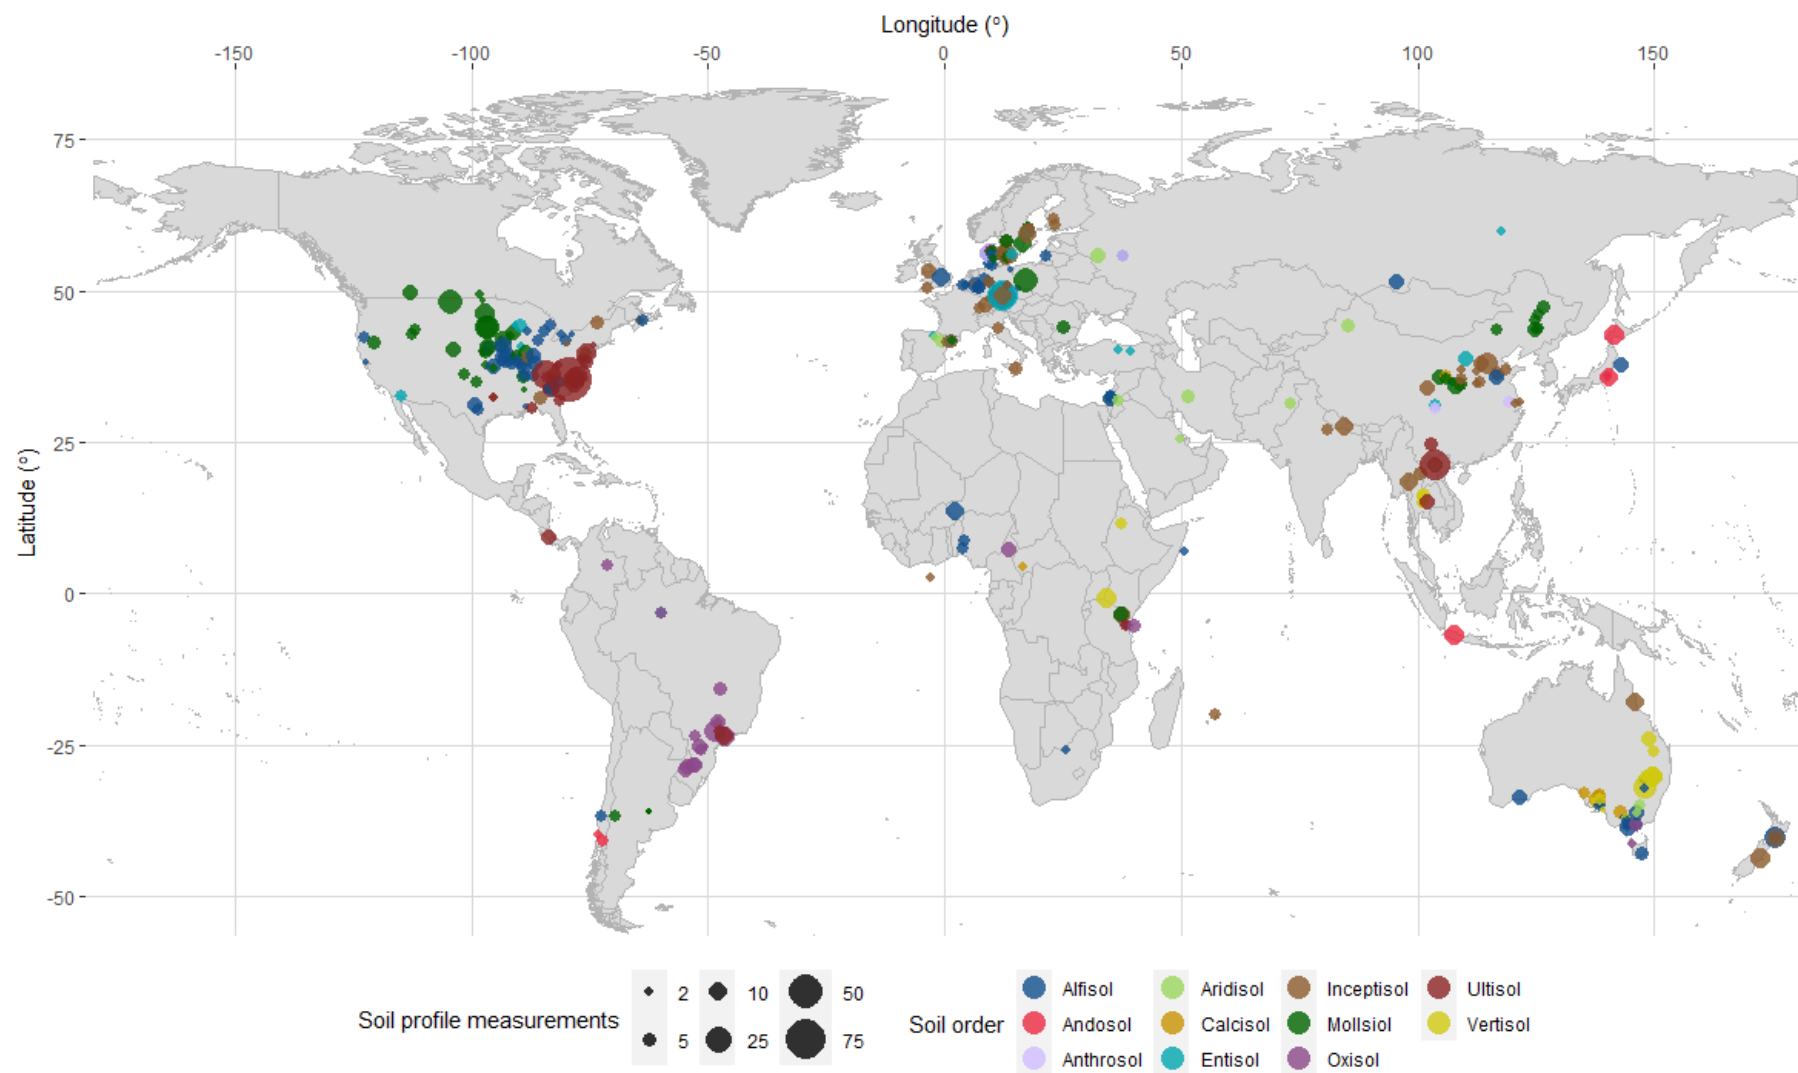 Longitude (°)
-150 -100 -50 0 50 100 150
75
50
25
0
-25
-50
Latitude (°)
Soil profile measurements
2 10 50
5 25 75
Soil order
Alfisol Aridisol Inceptisol Ultisol
Andosol Calcisol Mollsiol Vertisol
Anthrosol Entisol Oxisol